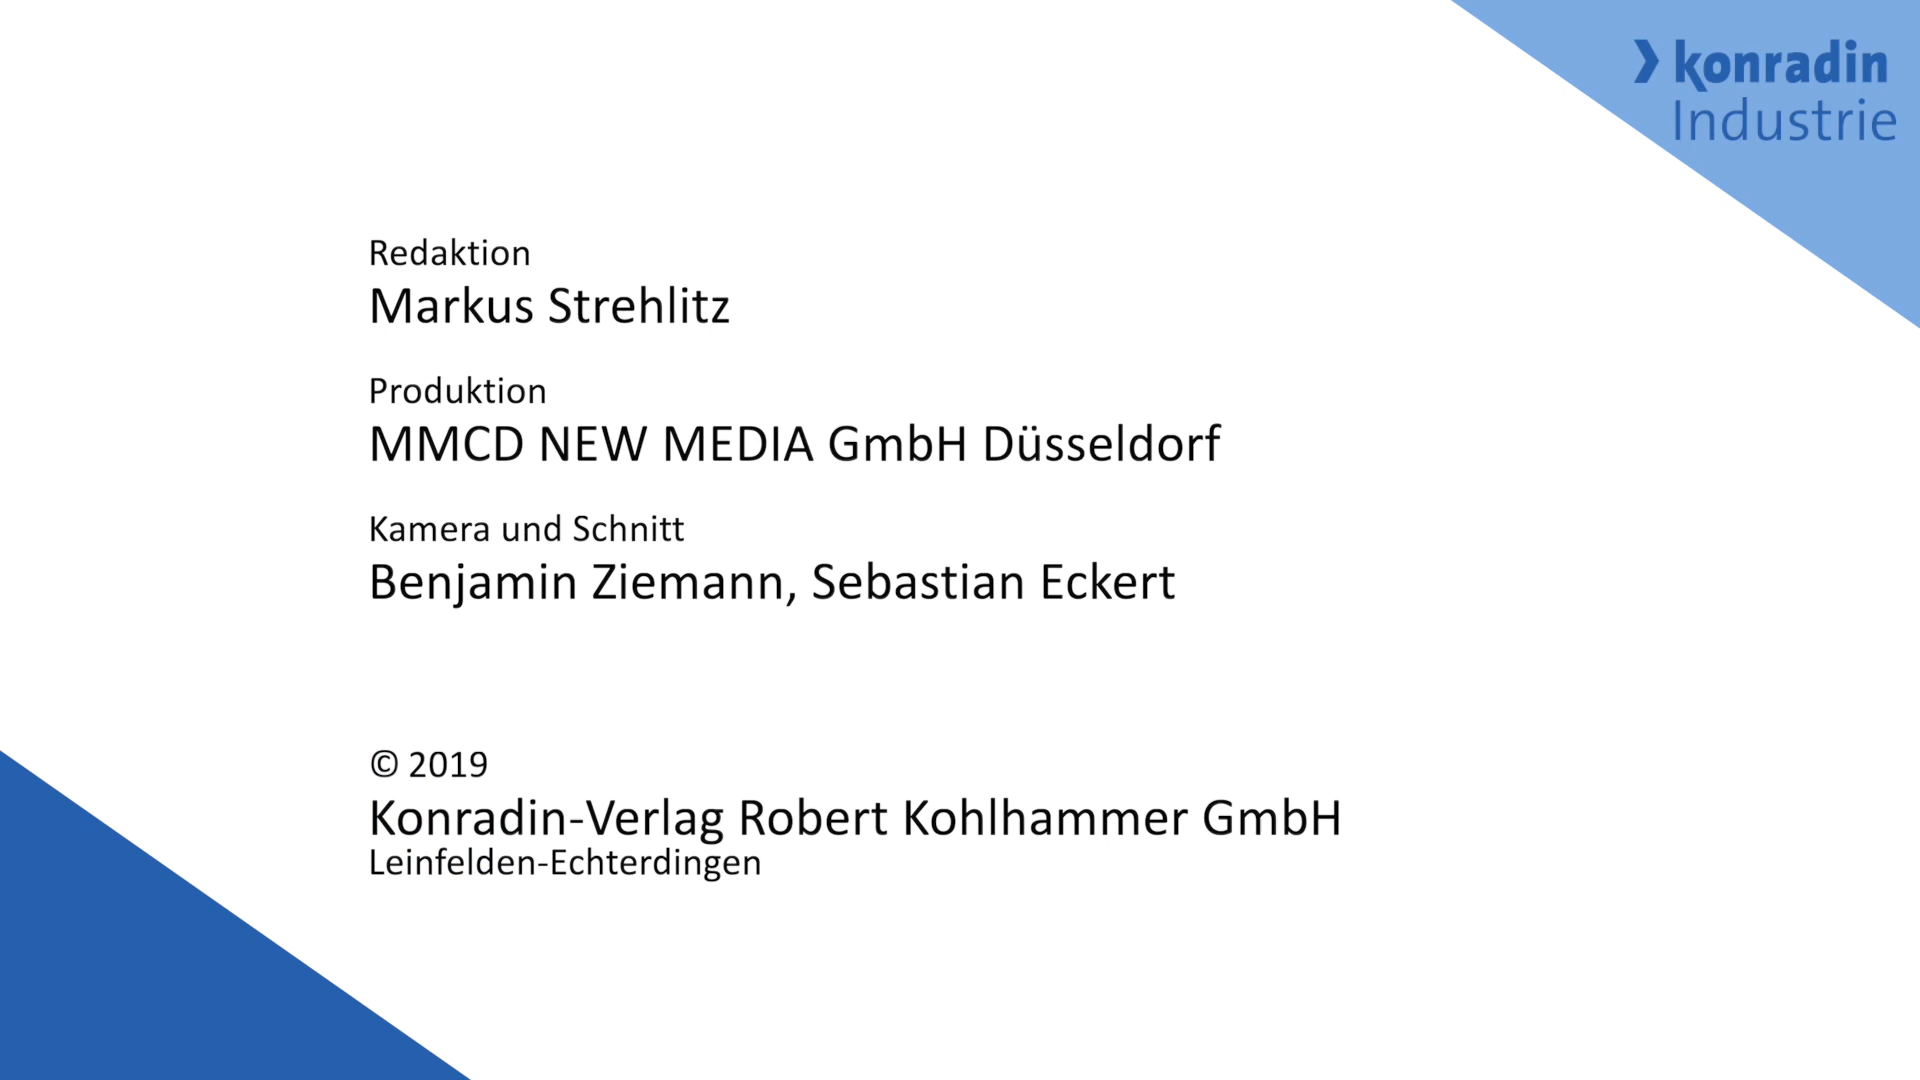 konradin
Industrie
Redaktion
Markus Strehlitz
Produktion
MMCD NEW MEDIA GmbH Düsseldorf
Kamera und Schnitt
Benjamin Ziemann, Sebastian Eckert
© 2019
Konradin-Verlag Robert Kohlhammer GmbH
Leinfelden-Echterdingen